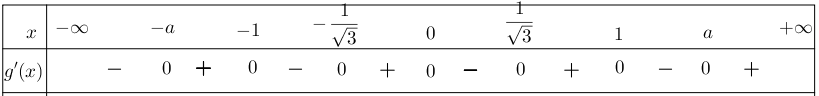 x −∞ −a −1 −1/√3 0 1/√3 1 a +∞
g′(x) − 0 + 0 − 0 + 0 − 0 + 0 − 0 +